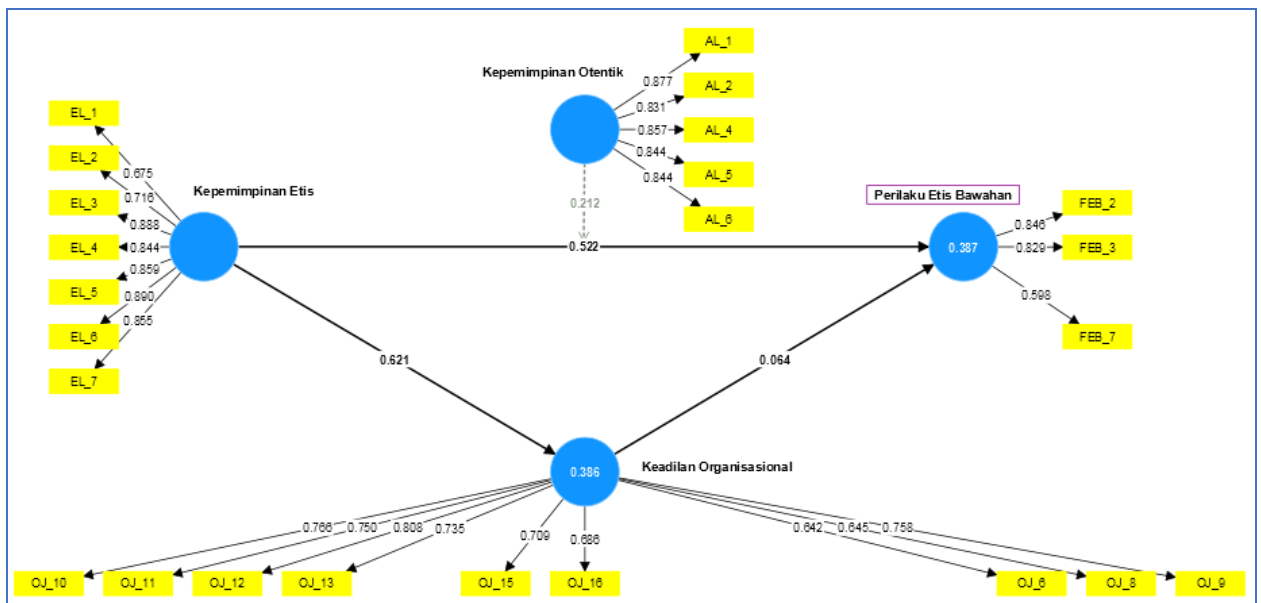 AL_1
Kepemimpinan Otentik
0.877
AL_2
EL_1
0.831
AL_4
0.857
EL_2
0.844
AL_5
0.675
0.844
Kepemimpinan Etis
Perilaku Etis Bawahan
FEB_2
EL_3
0.716
0.212
AL_6
0.846
0.888
EL_4
0.844
0.522
0.387
0.829
FEB_3
0.859
EL_5
0.890
0.598
0.855
EL_6
FEB_7
0.621
0.064
EL_7
0.386
Keadilan Organisasional
0.766
0.750
0.808
0.735
0.709
0.686
0.642
0.645
0.758
OJ_10
OJ_11
OJ_12
OJ_13
OJ_15
OJ_16
OJ_6
OJ_8
OJ_9